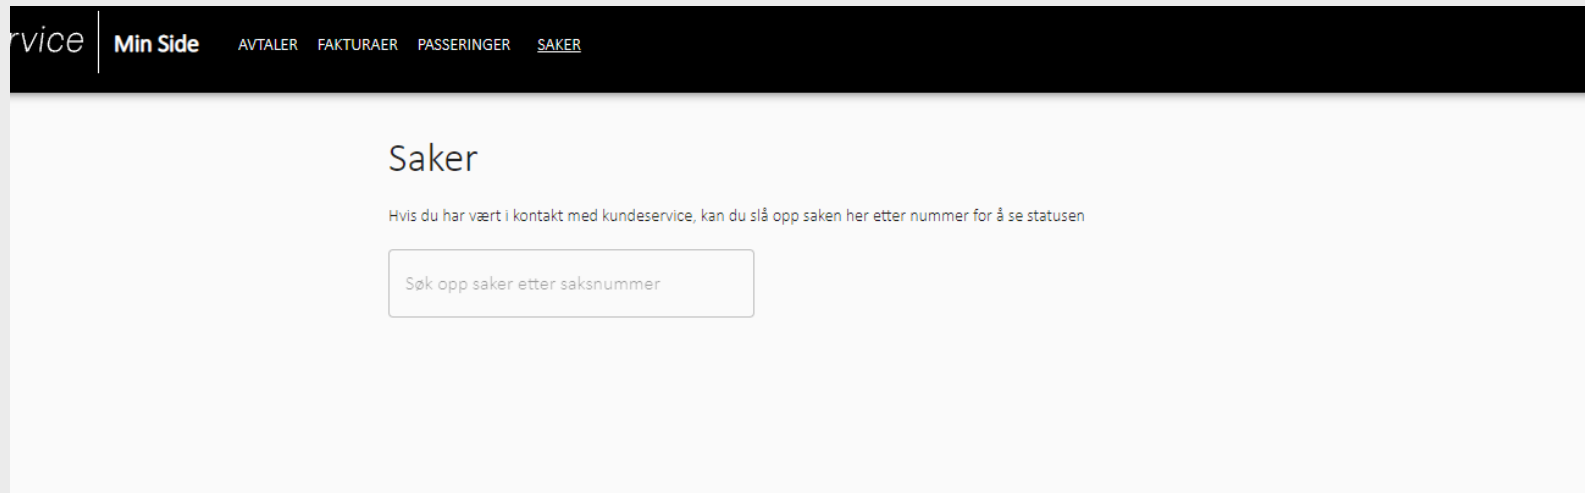 rvice Min Side AVTALER FAKTURAER PASSERINGER SAKER
Saker
Hvis du har vært i kontakt med kundeservice, kan du slå opp saken her etter nummer for å se statusen
Søk opp saker etter saksnummer